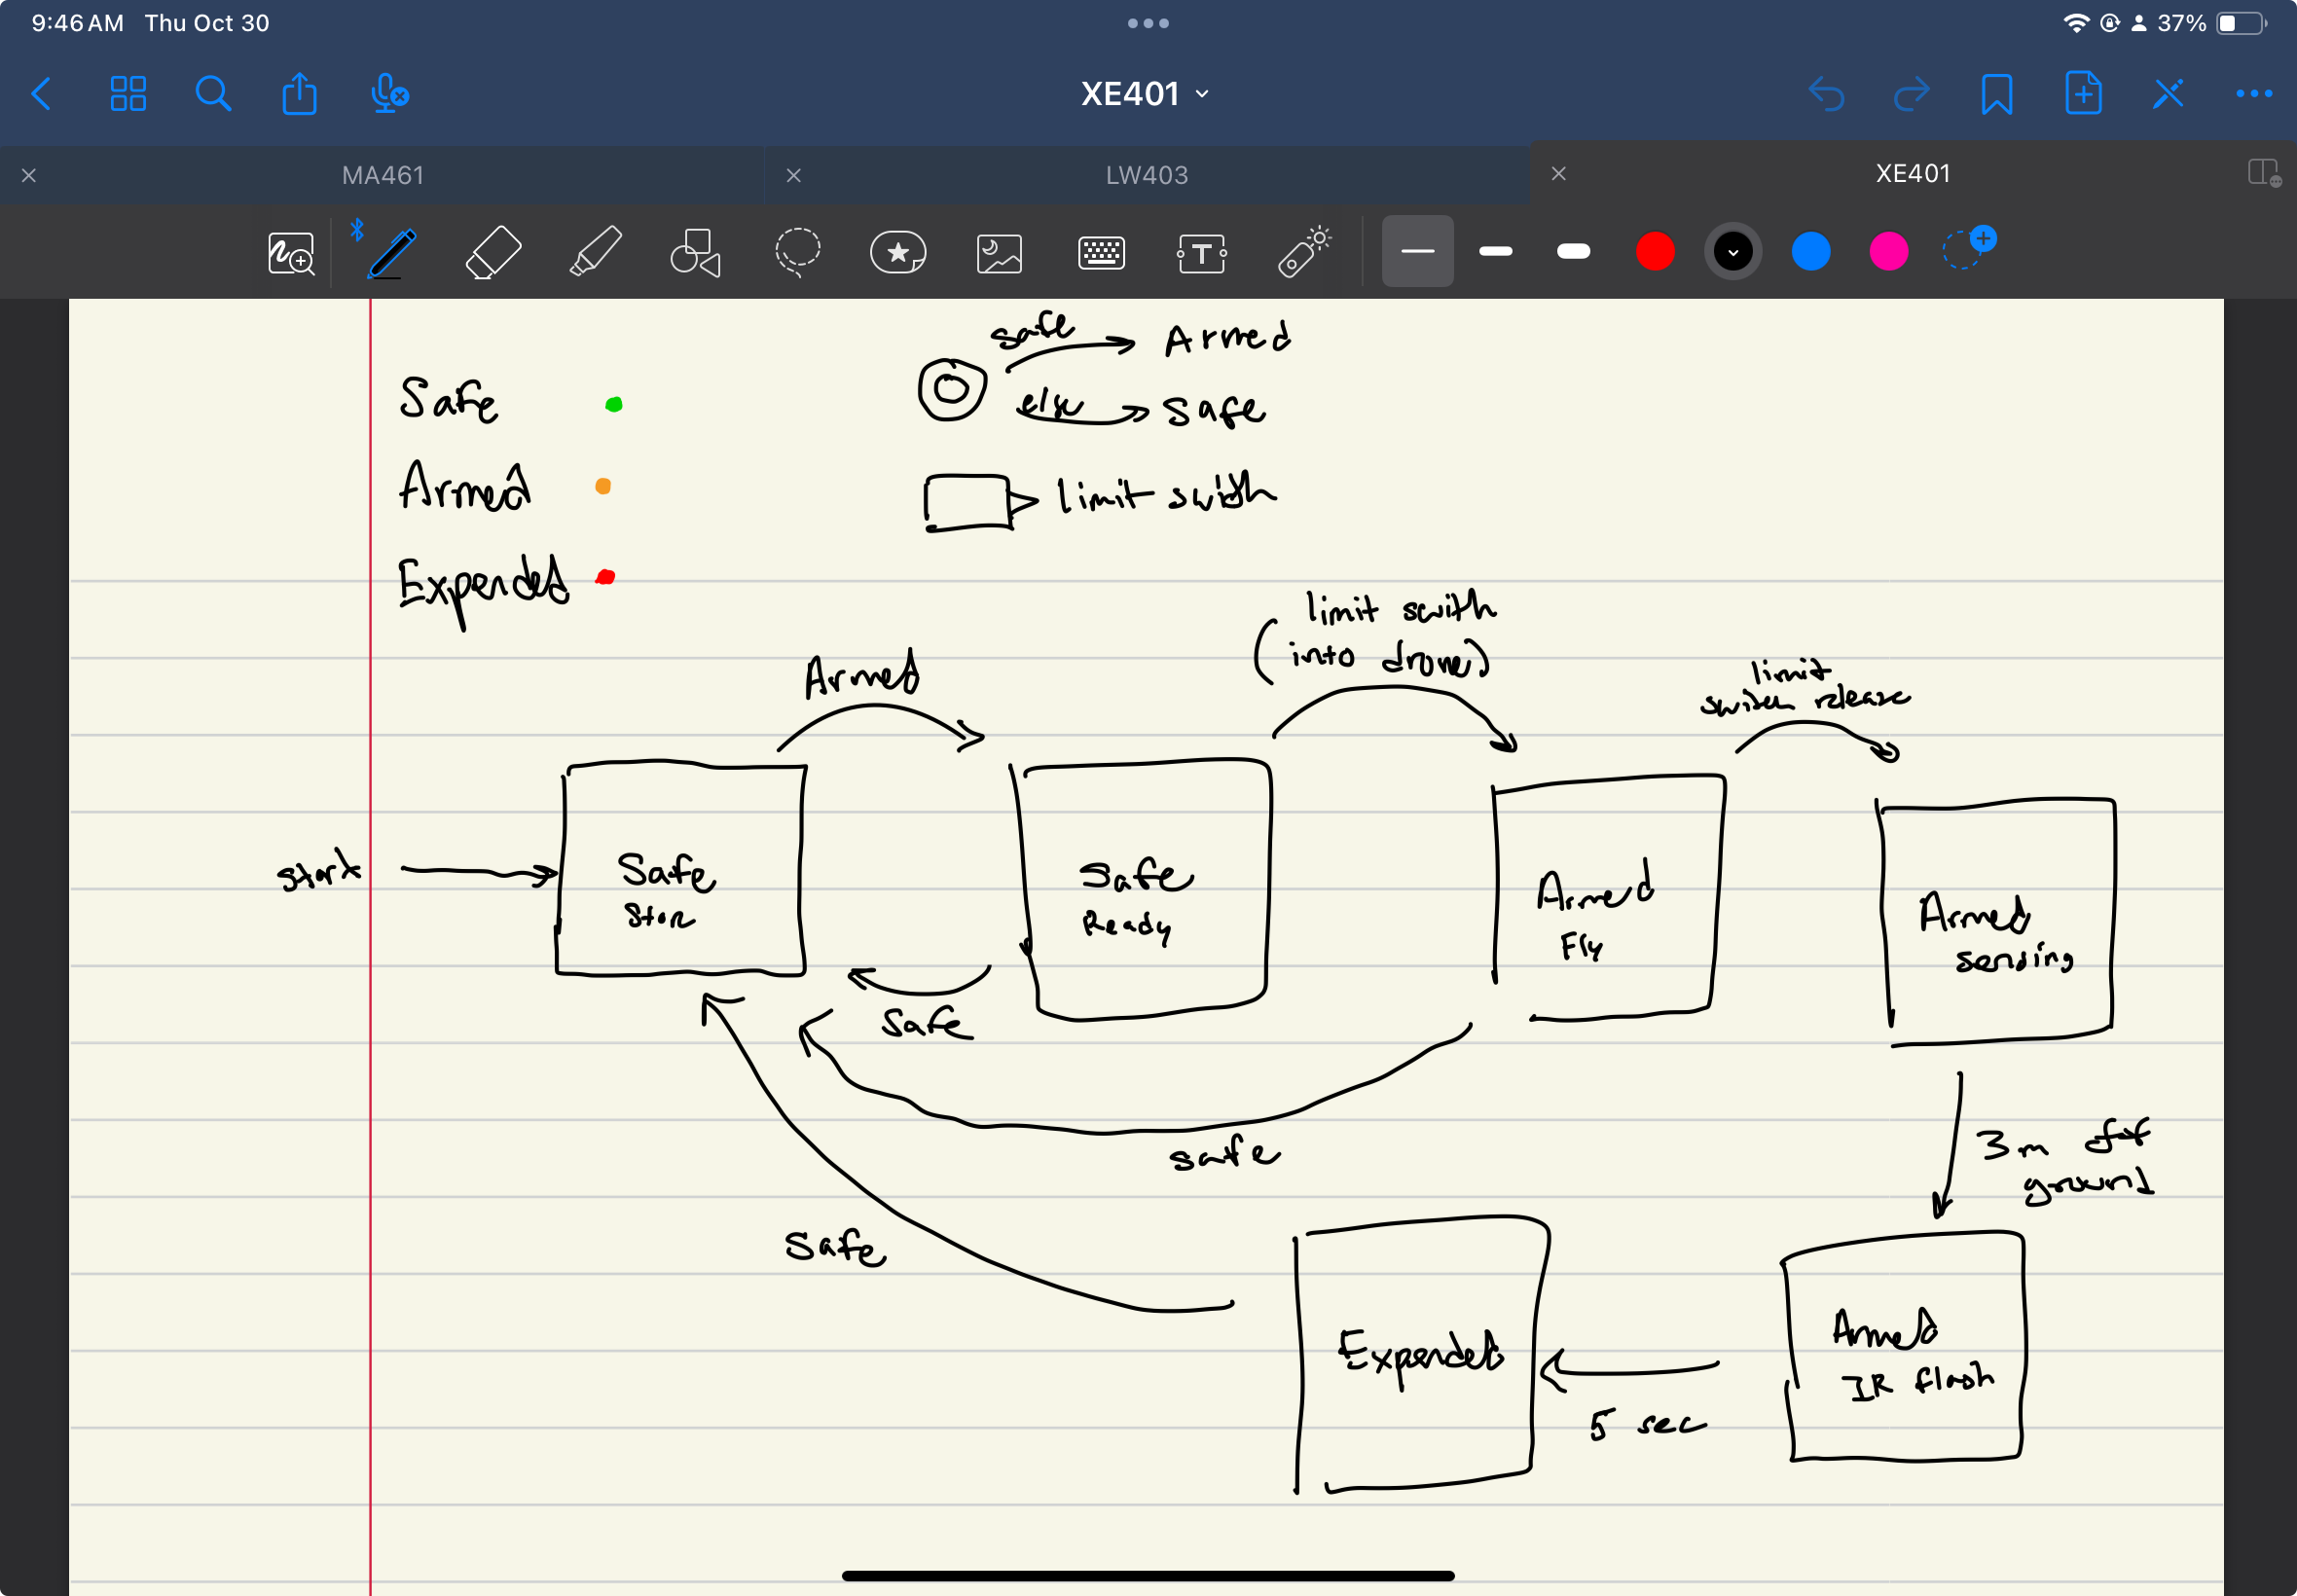 9:46 AM Thu Oct 30
37%
XE401
MA461
LW403
XE401
T
safe
Armed
Safe
else
Safe
Armed
limit swith
Expended
limit swith
(into drone)
Armed
limit
switch release
start
Safe
Store
Safe
Ready
Armed
Fly
Armed
sensing
Safe
safe
3m off
ground
Safe
Expended
Armed
IR flash
5 sec